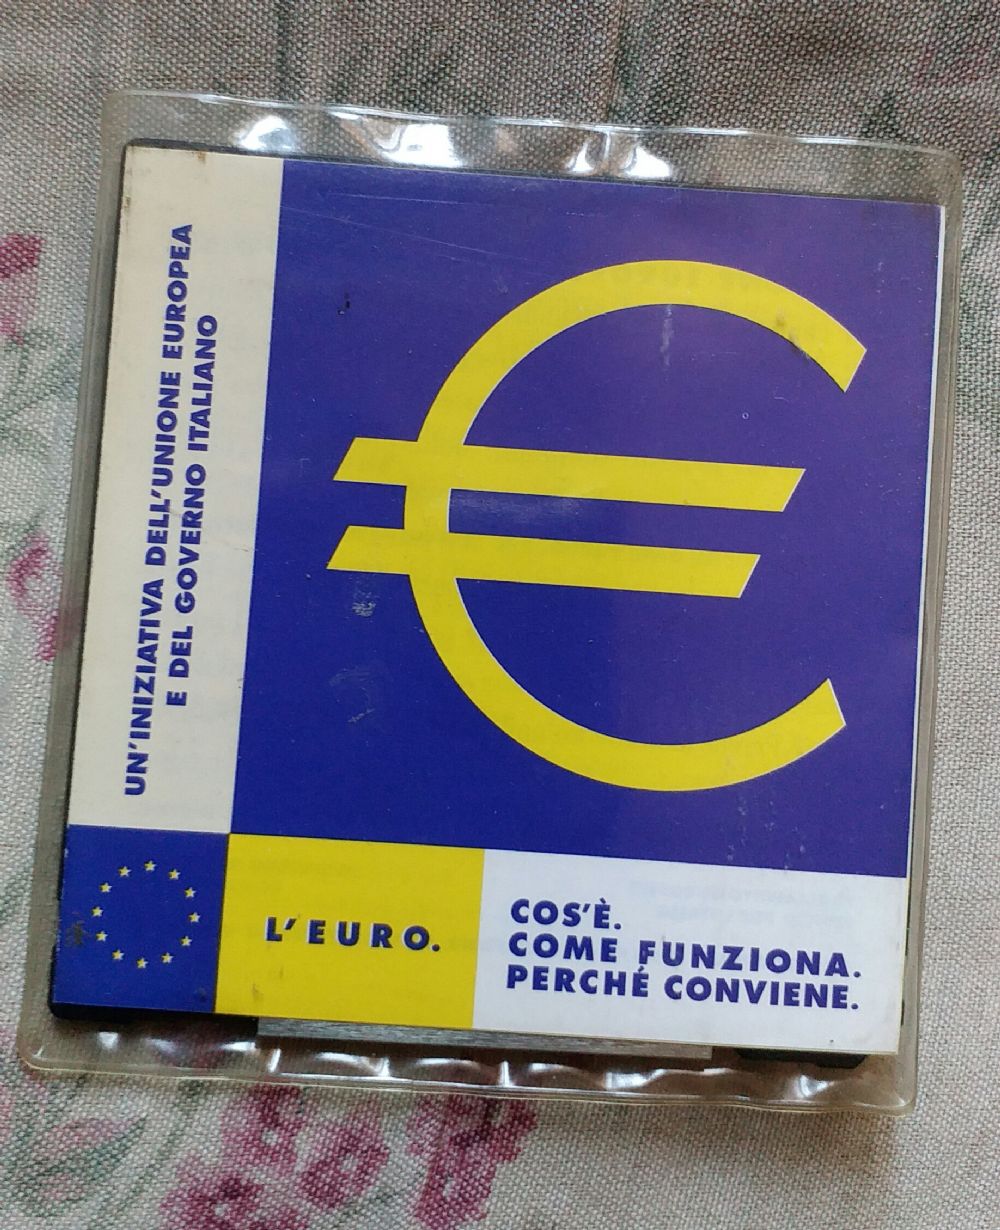 UN'INIZIATIVA DELL'UNIONE EUROPEA
E DEL GOVERNO ITALIANO
€
L'EURO.
COS'È.
COME FUNZIONA.
PERCHÉ CONVIENE.